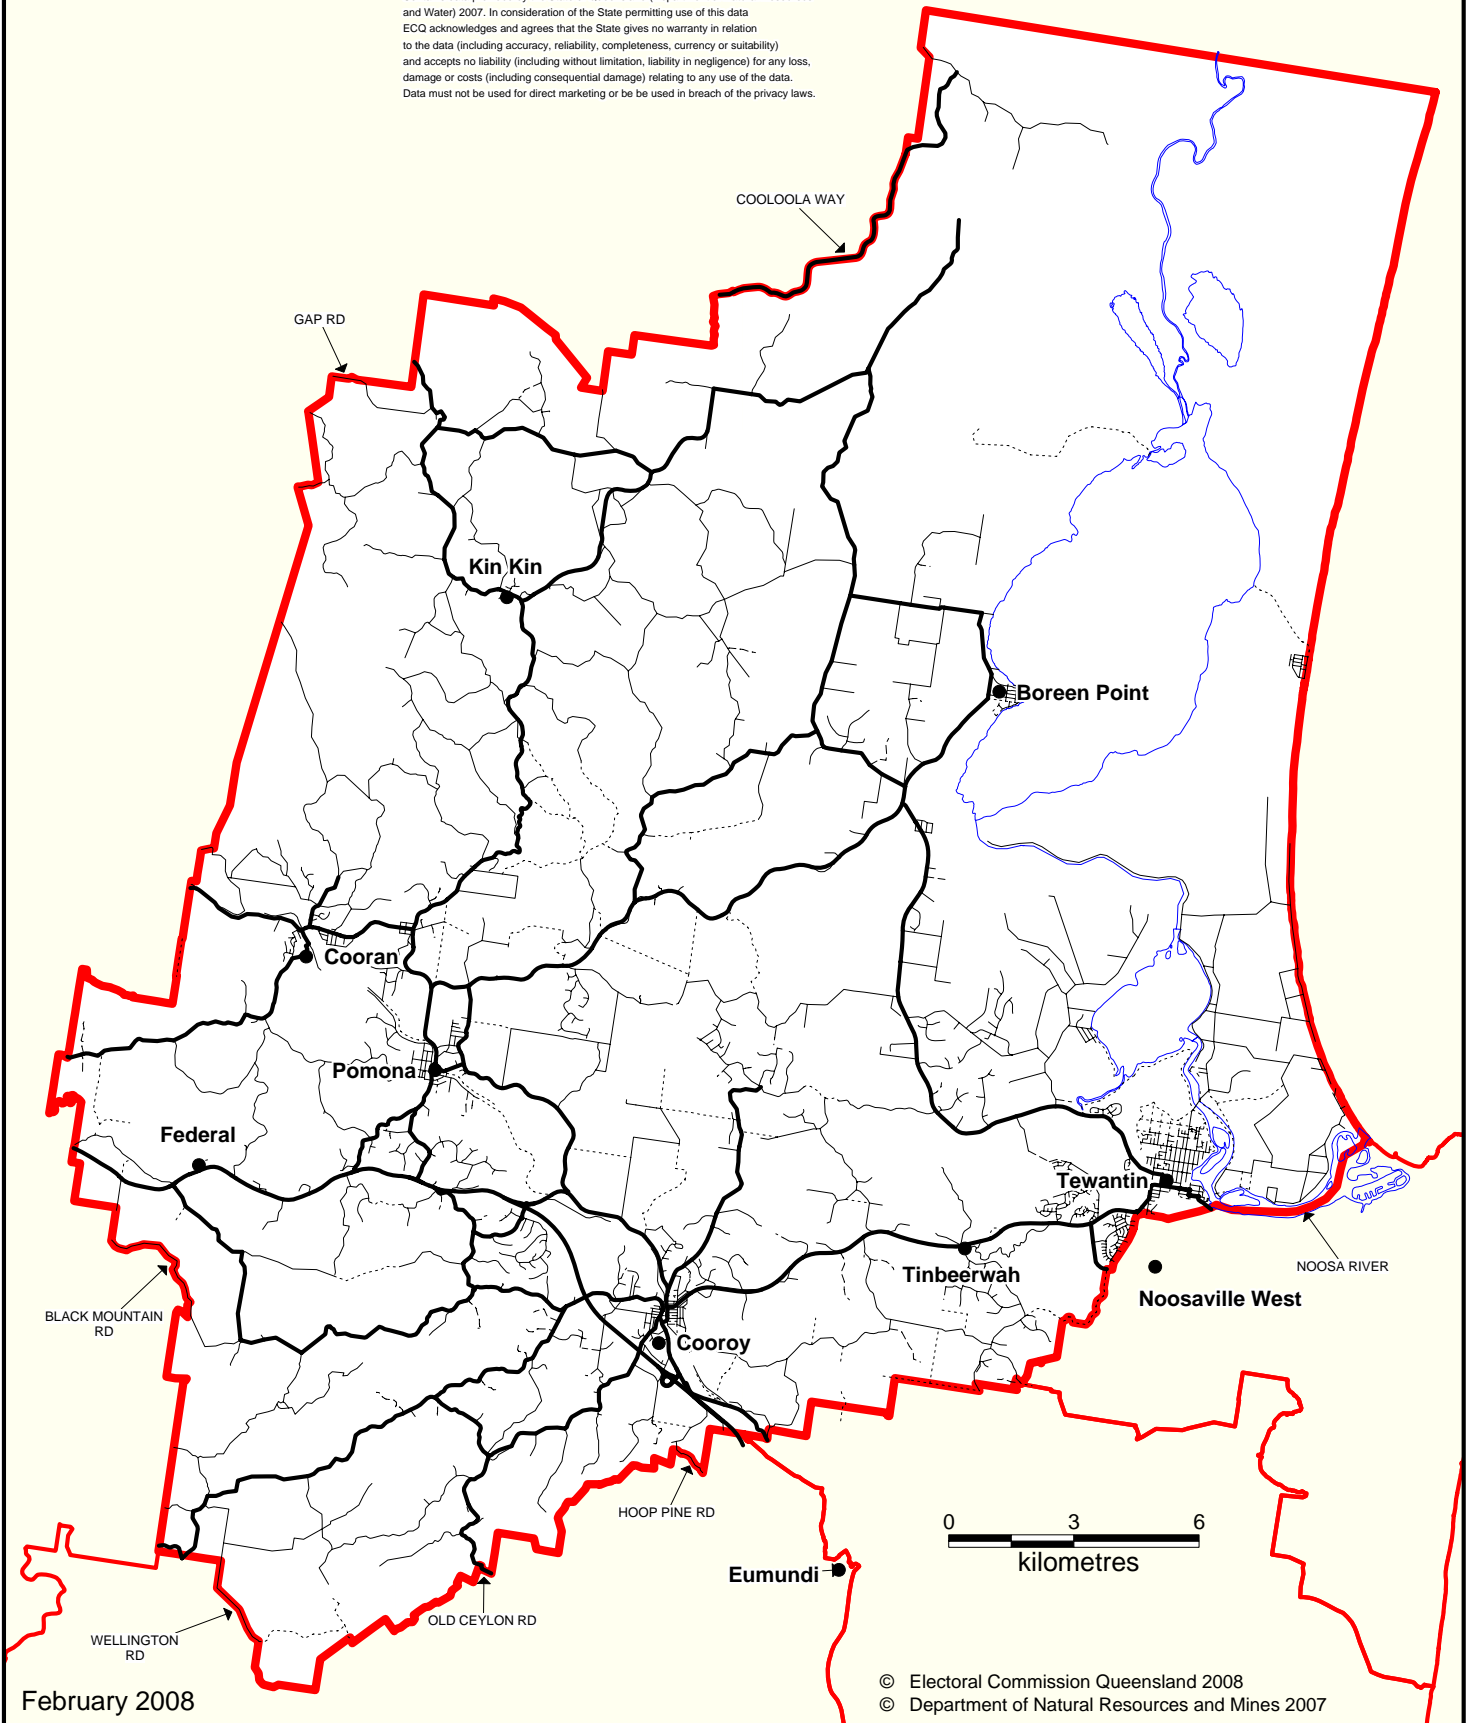 and Water) 2007. In consideration of the State permitting use of this data
ECQ acknowledges and agrees that the State gives no warranty in relation
to the data (including accuracy, reliability, completeness, currency or suitability)
and accepts no liability (including without limitation, liability in negligence) for any loss,
damage or costs (including consequential damage) relating to any use of the data.
Data must not be used for direct marketing or be be used in breach of the privacy laws.
COOLOOLA WAY
GAP RD
Kin Kin
Boreen Point
Cooran
Pomona
Federal
Tewantin
Tinbeerwah
NOOSA RIVER
Noosaville West
BLACK MOUNTAIN
RD
Cooroy
HOOP PINE RD
0 3 6
kilometres
Eumundi
OLD CEYLON RD
WELLINGTON
RD
February 2008
© Electoral Commission Queensland 2008
© Department of Natural Resources and Mines 2007